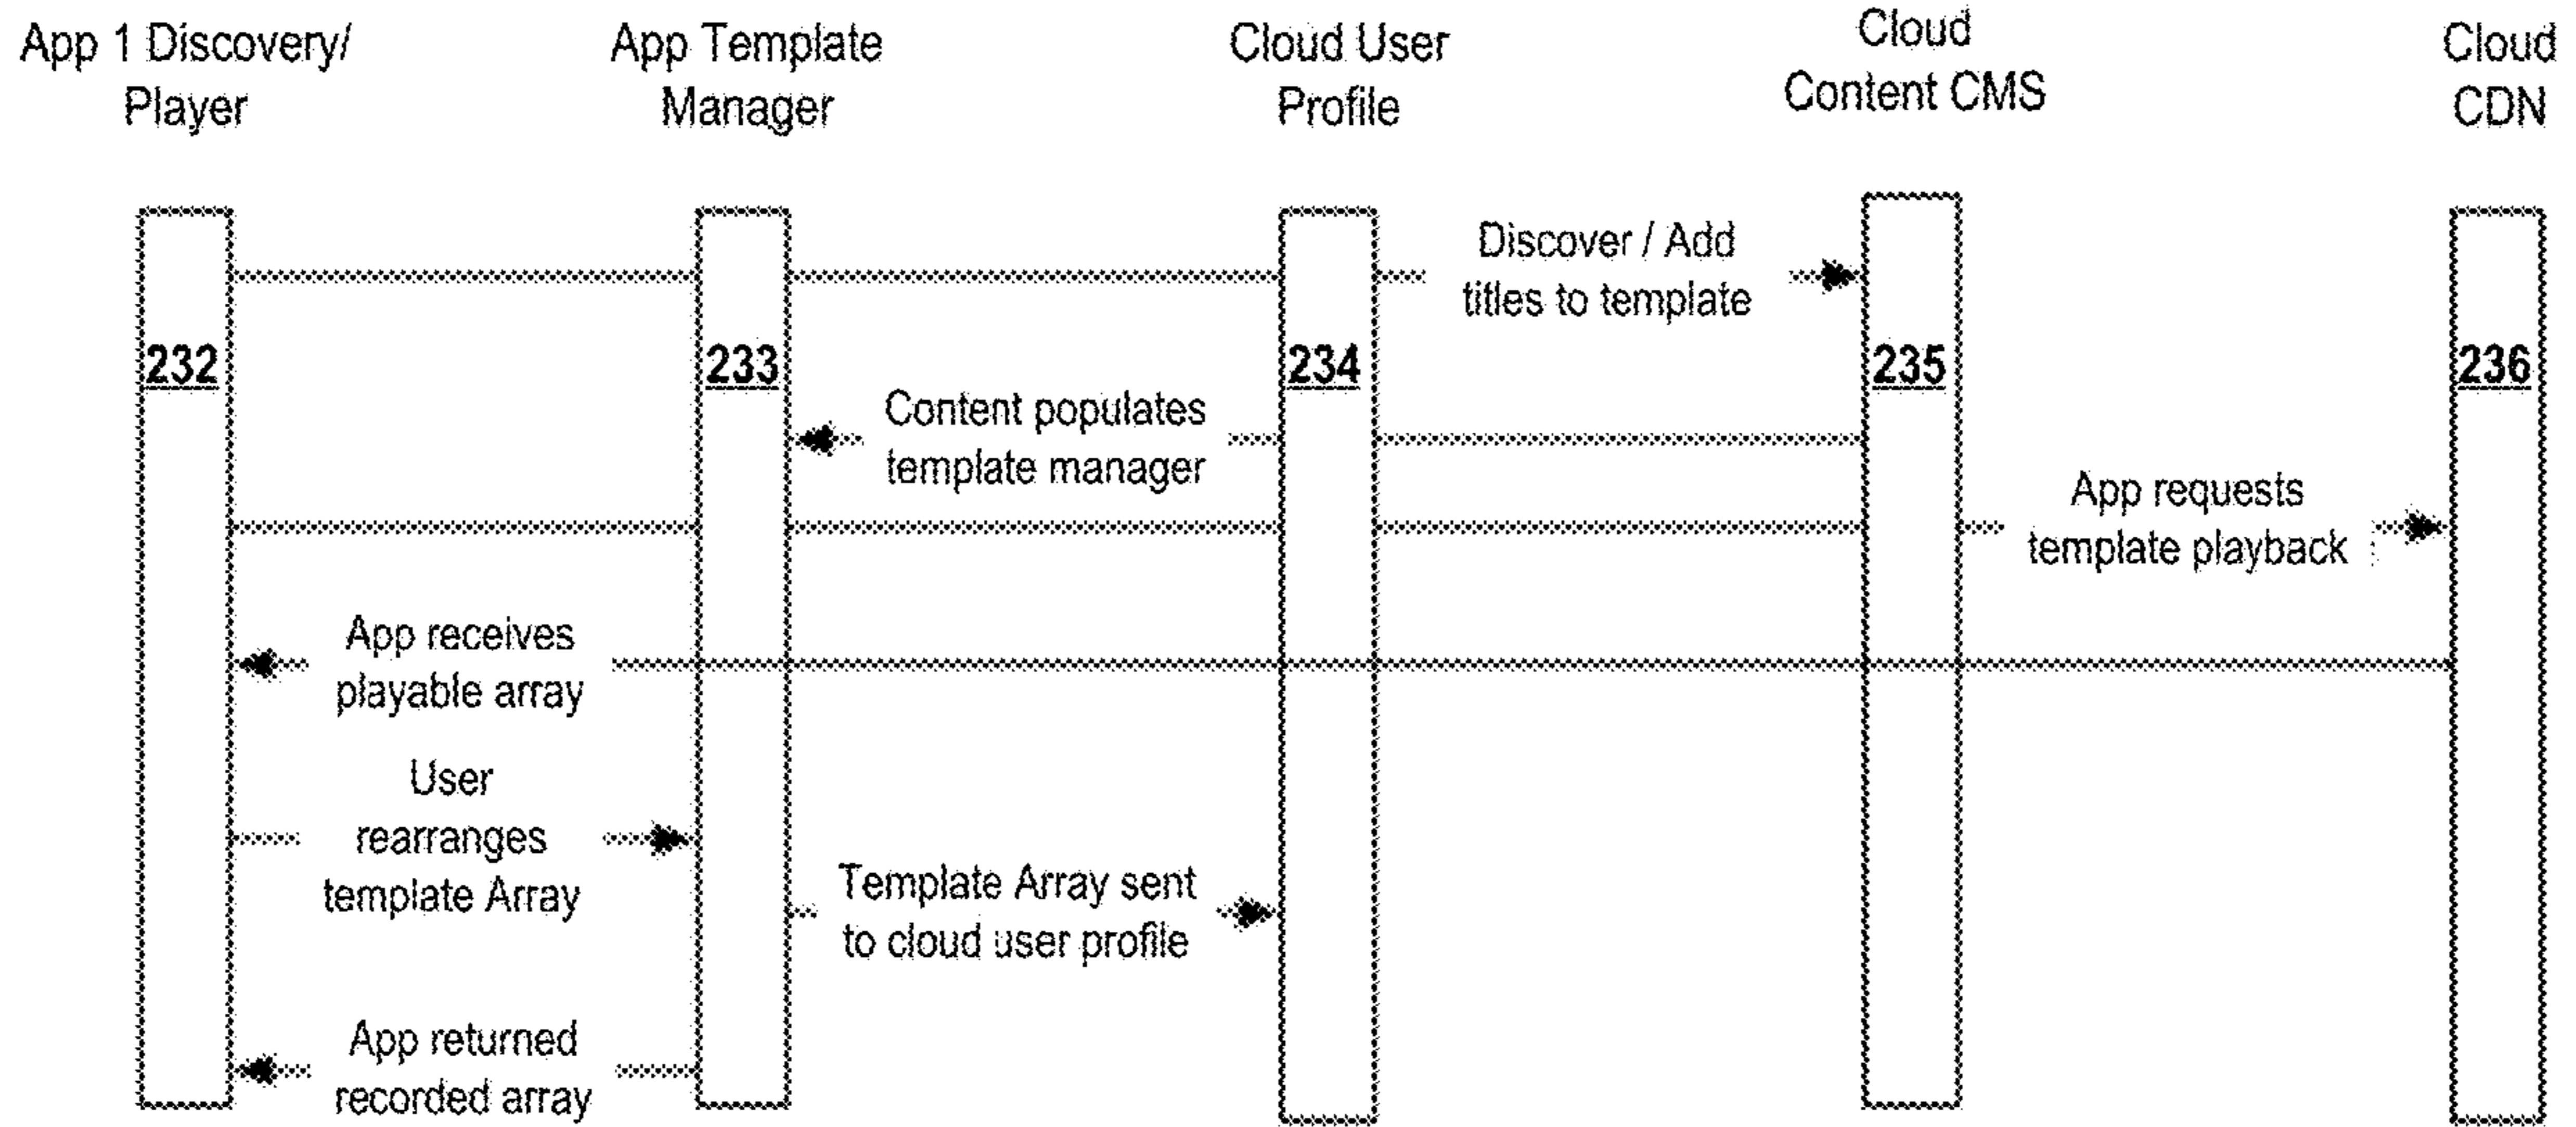 App 1 Discovery/
Player
App Template
Manager
Cloud User
Profile
Cloud
Content CMS
Cloud
CDN
Discover / Add
titles to template
232
233
234
235
236
Content populates
template manager
App requests
template playback
App receives
playable array
User
rearranges
template Array
Template Array sent
to cloud user profile
App returned
recorded array